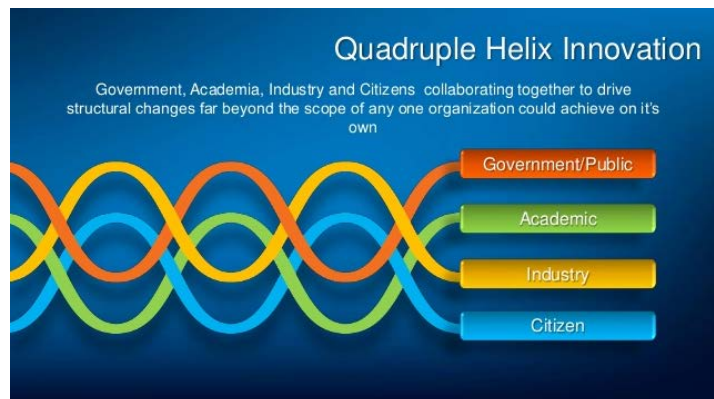 Quadruple Helix Innovation
Government, Academia, Industry and Citizens collaborating together to drive
structural changes far beyond the scope of any one organization could achieve on it's
own
Government/Public
Academic
Industry
Citizen